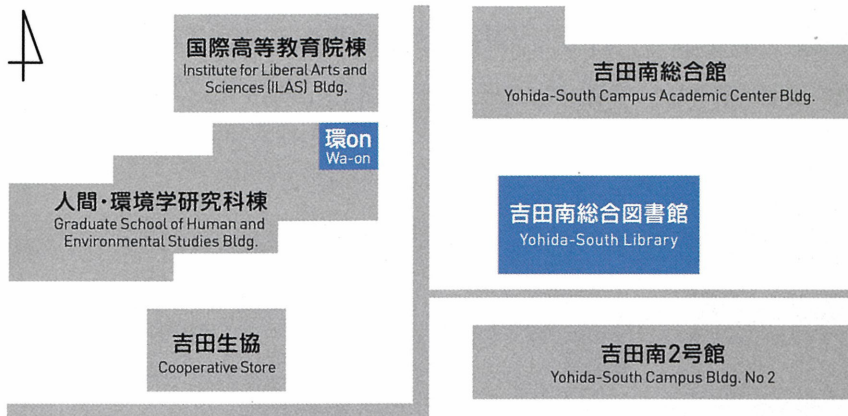 国際高等教育院棟
Institute for Liberal Arts and
Sciences (ILAS) Bldg.
吉田南総合館
Yohida-South Campus Academic Center Bldg.
環on
Wa-on
人間・環境学研究科棟
Graduate School of Human and
Environmental Studies Bldg.
吉田南総合図書館
Yohida-South Library
吉田生協
Cooperative Store
吉田南2号館
Yohida-South Campus Bldg. No 2